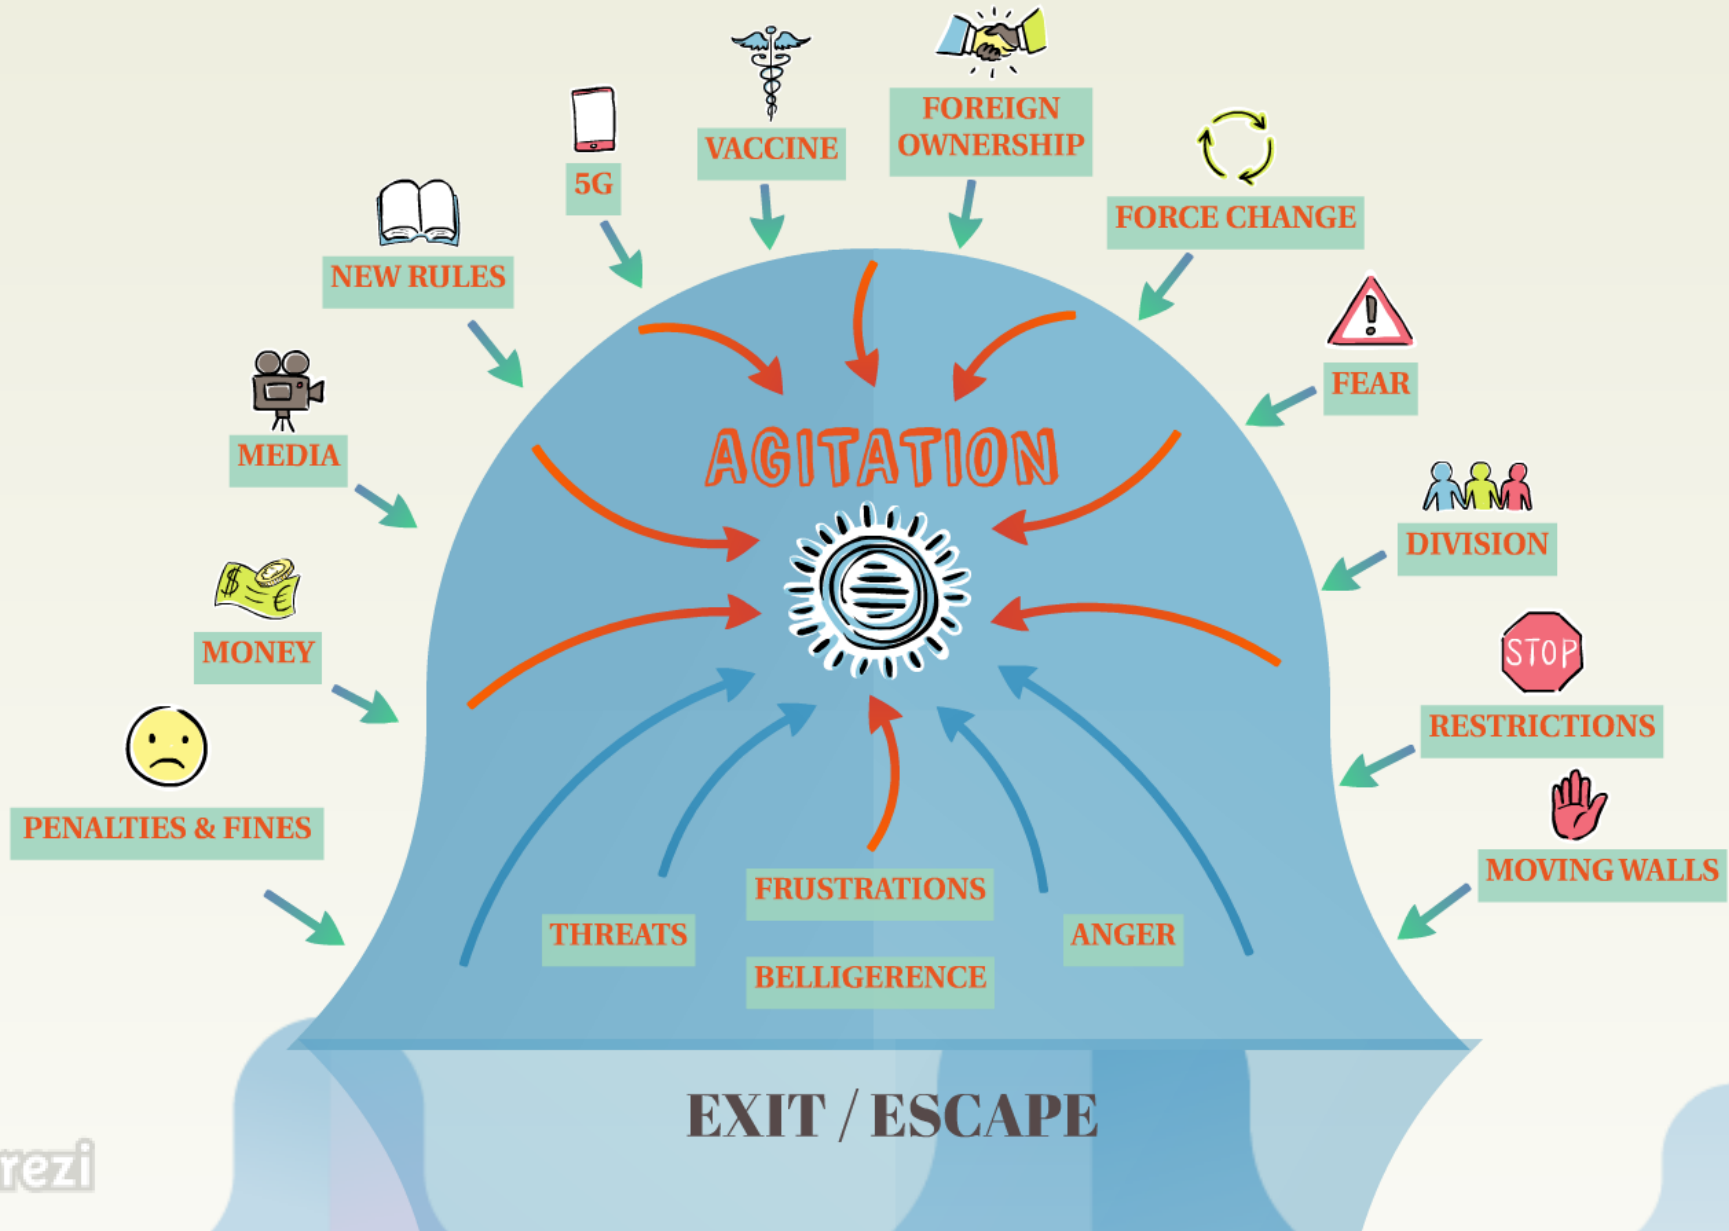 FOREIGN
OWNERSHIP
VACCINE
5G
FORCE CHANGE
NEW RULES
FEAR
MEDIA
AGITATION
DIVISION
$
€
MONEY
STOP
RESTRICTIONS
PENALTIES & FINES
MOVING WALLS
FRUSTRATIONS
THREATS
ANGER
BELLIGERENCE
EXIT / ESCAPE
rezi